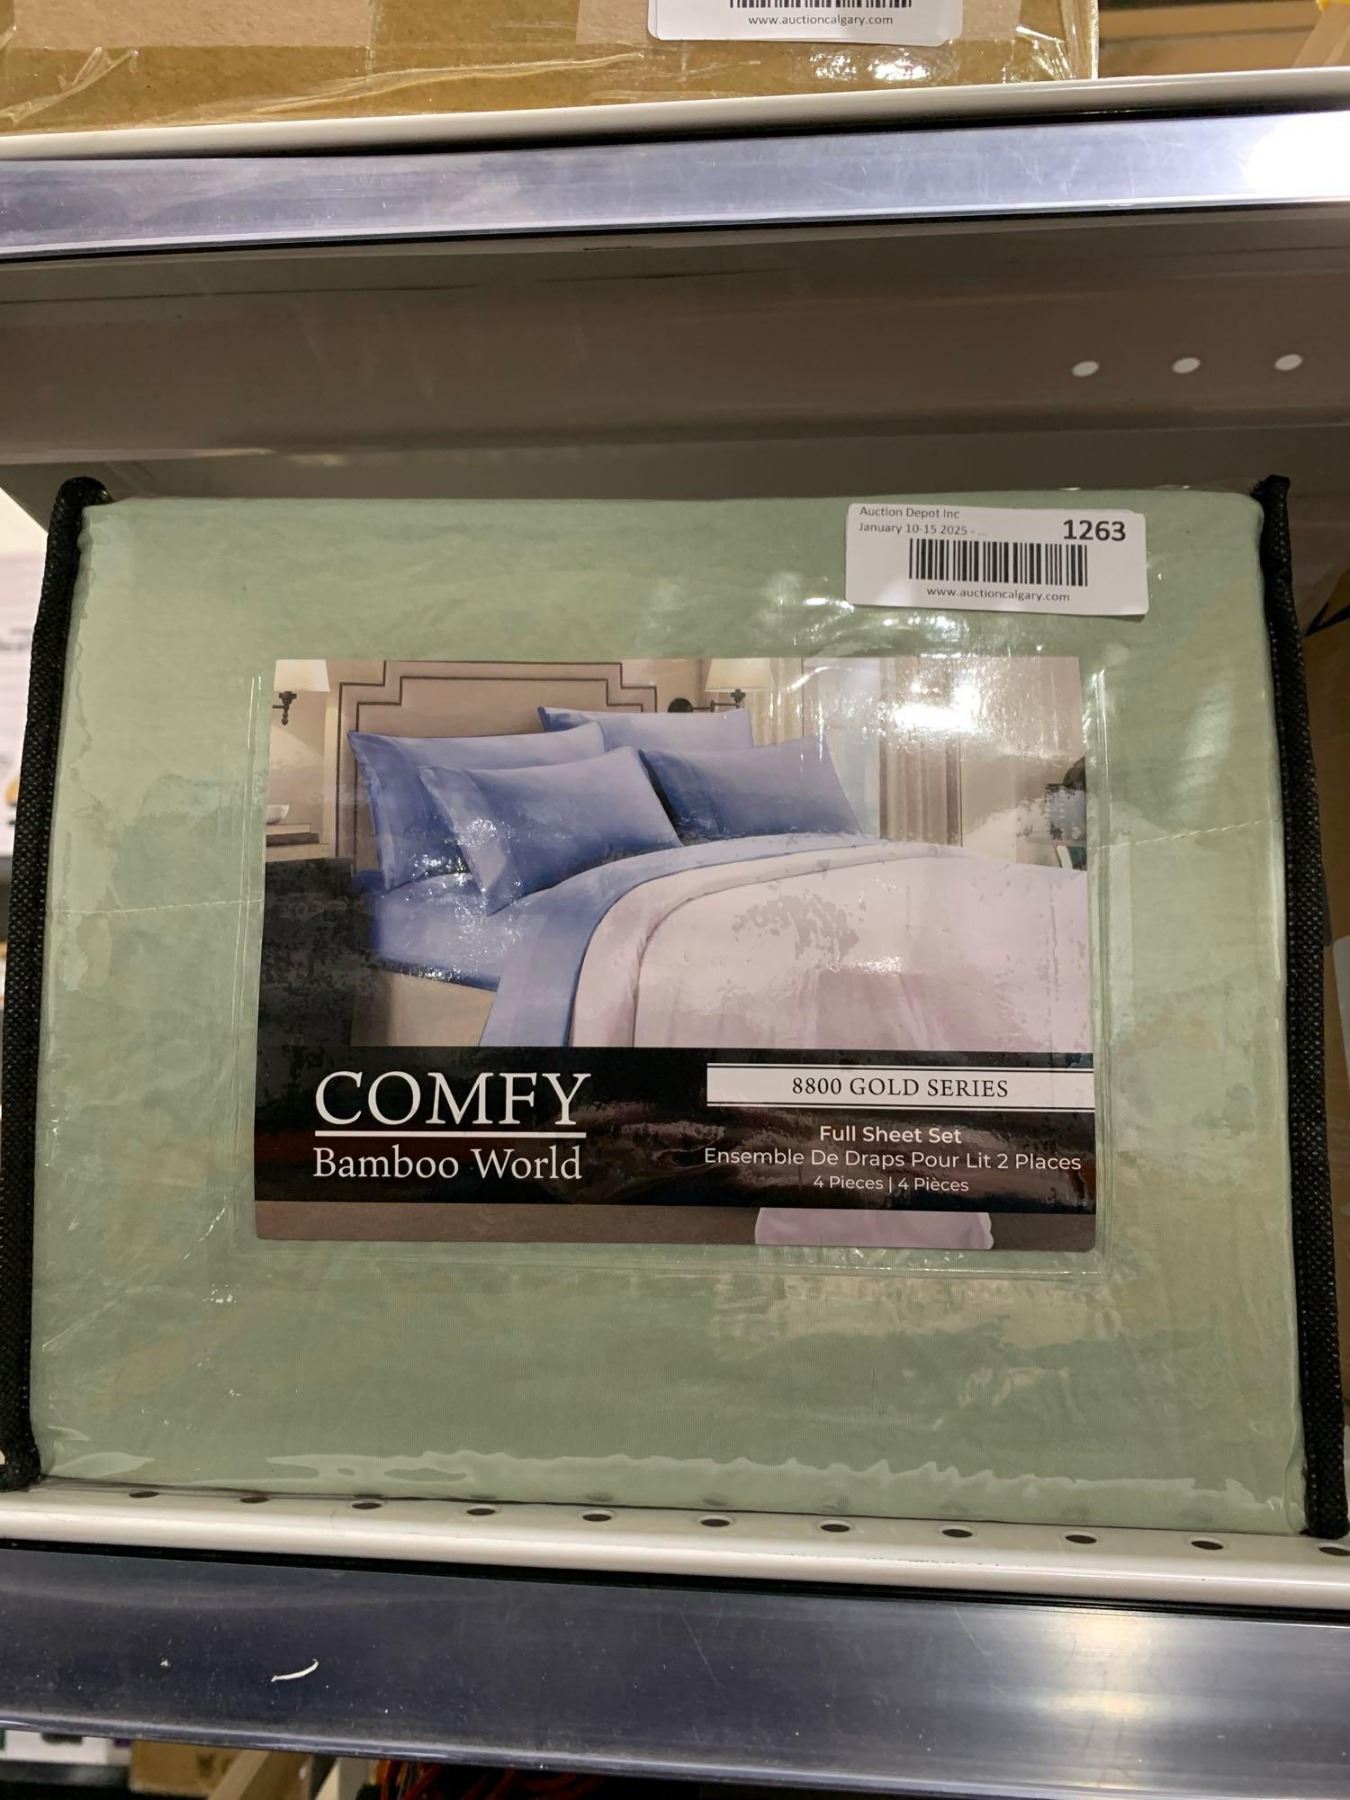 www.auctioncalgary.com
Auction Depot Inc
January 10-15 2025 - ...
1263
www.auctioncalgary.com
COMFY
Bamboo World
8800 GOLD SERIES
Full Sheet Set
Ensemble De Draps Pour Lit 2 Places
4 Pieces | 4 Pièces